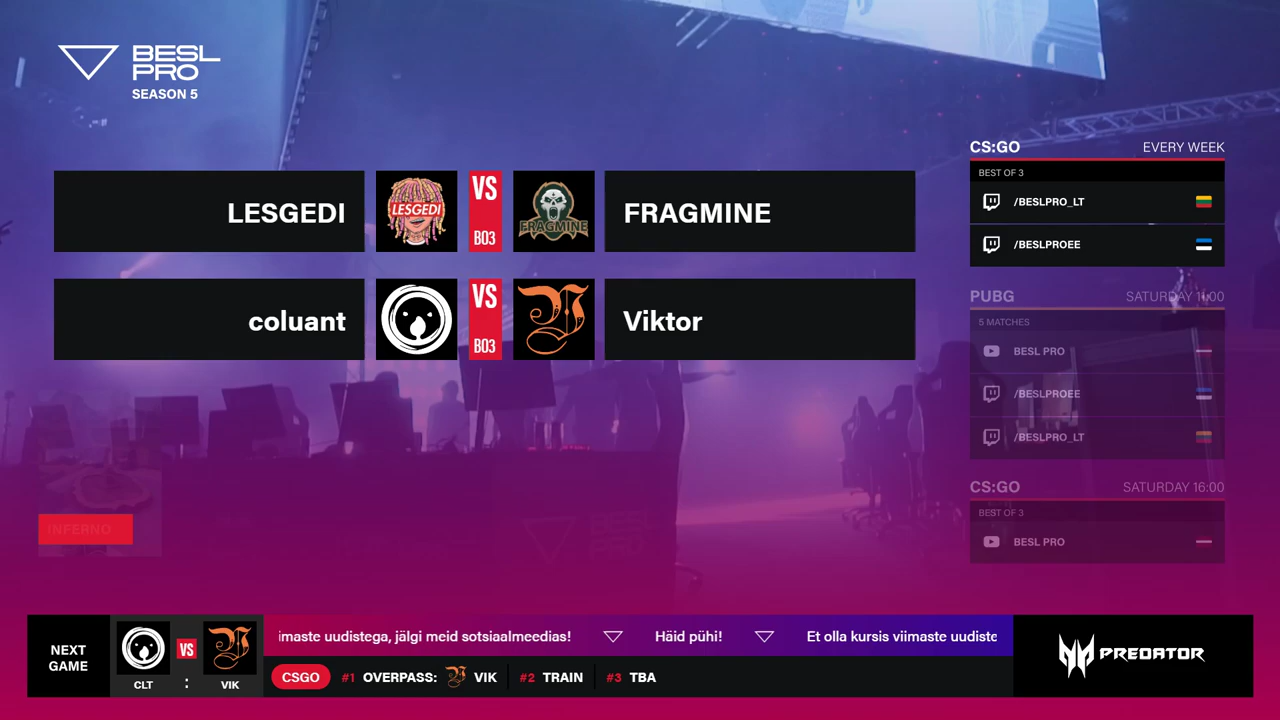 BESL
PRO
SEASON 5
LESGEDI
LESGEDI
VS
BO3
FRAGMINE
FRAGMINE
coluant
VS
BO3
Viktor
CS:GO EVERY WEEK
BEST OF 3
/BESLPRO_LT
/BESLPROEE
PUBG SATURDAY 11:00
5 MATCHES
BESL PRO
/BESLPROEE
/BESLPRO_LT
CS:GO SATURDAY 16:00
BEST OF 3
BESL PRO
INFERNO
NEXT
GAME
VS
CLT : VIK
imaste uudistega, jälgi meid sotsiaalmeedias! Häid pühi! Et olla kursis viimaste uudiste
CSGO #1 OVERPASS: VIK #2 TRAIN #3 TBA
PREDATOR